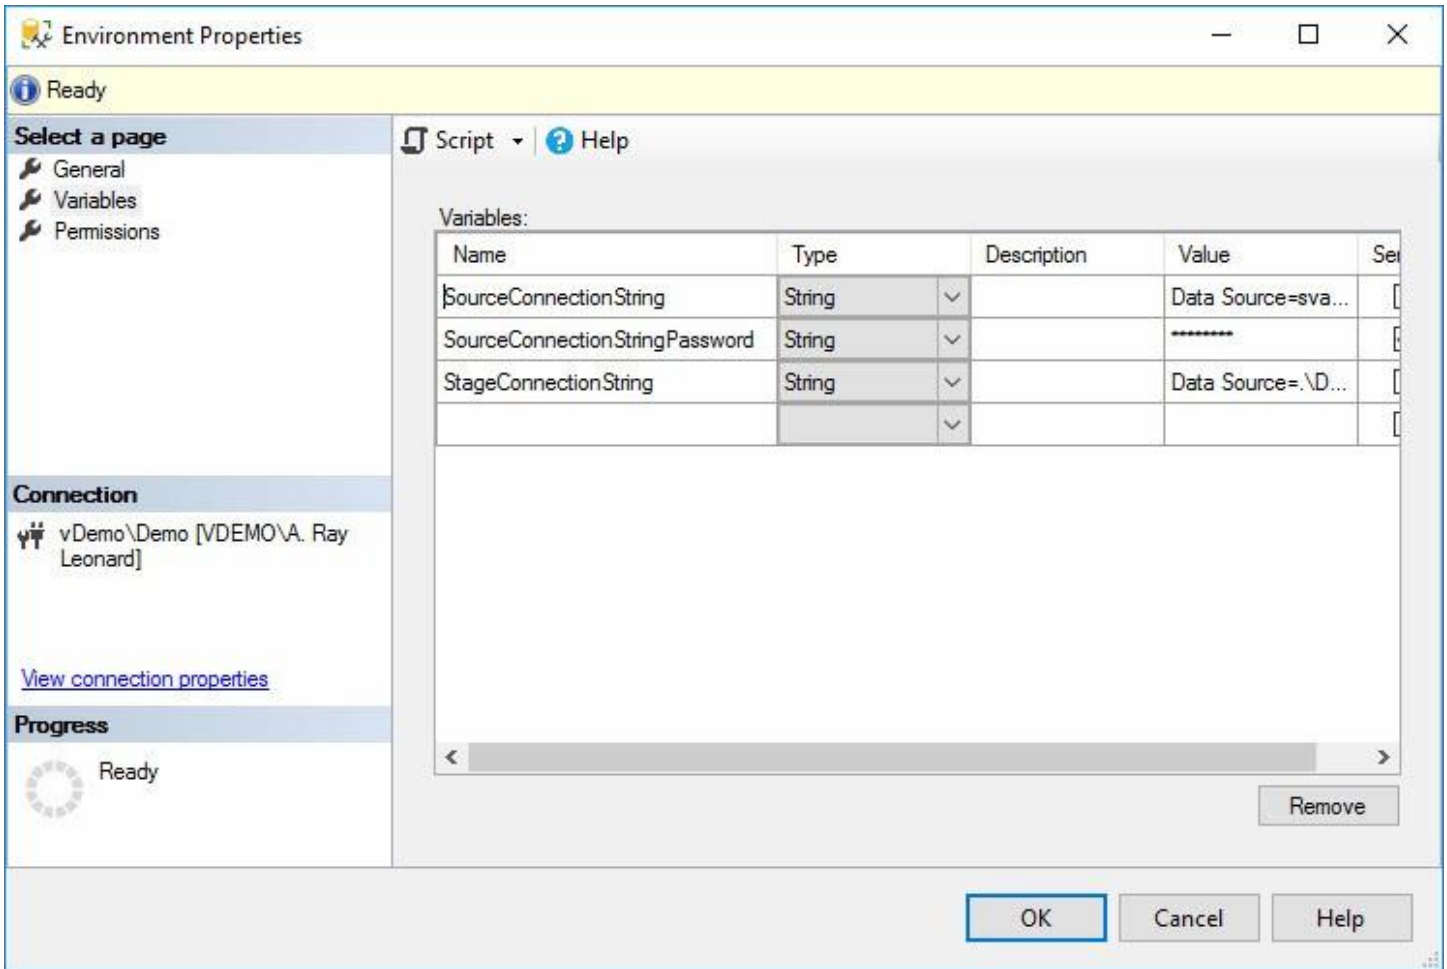 Environment Properties
Ready
Select a page
General
Variables
Permissions
Script
Help
Variables:
Name Type Description Value Sen
SourceConnectionString String Data Source=sva...
SourceConnectionStringPassword String ********
StageConnectionString String Data Source=.\D...
Connection
vDemo\Demo [VDEMO\A. Ray
Leonard]
View connection properties
Progress
Ready
Remove
OK Cancel Help